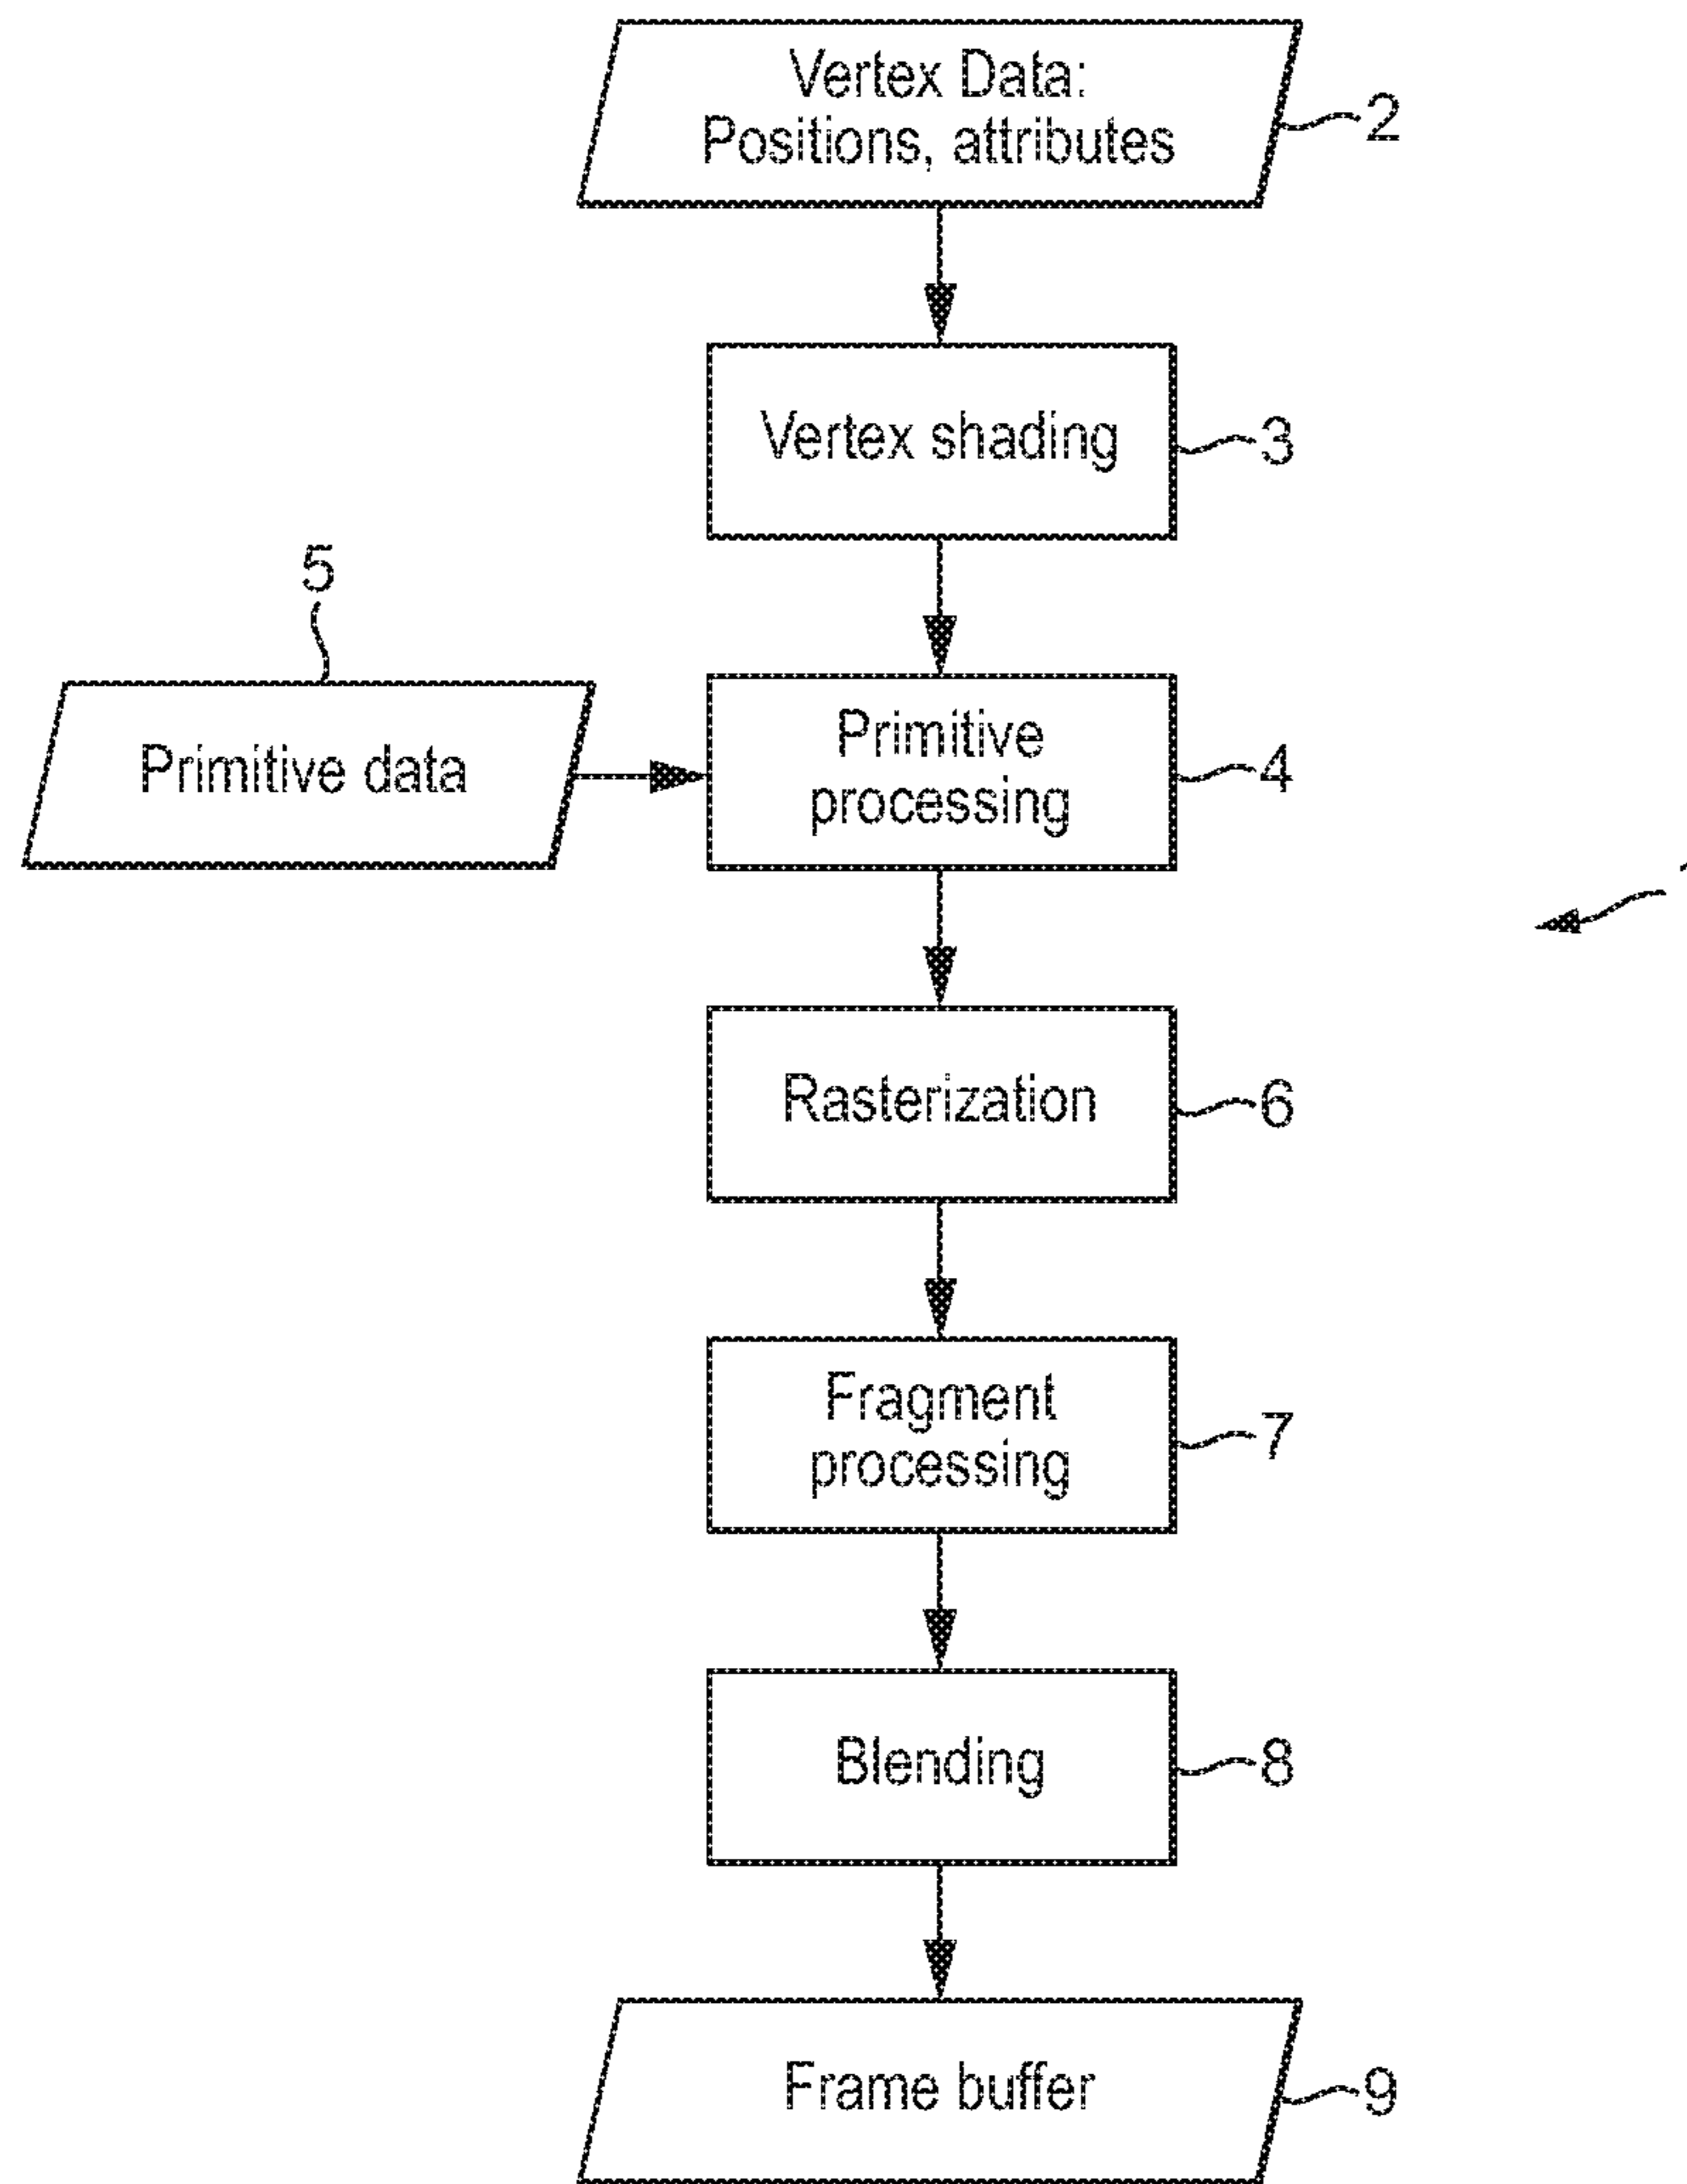 Vertex Data:
Positions, attributes
2
Vertex shading
3
5
Primitive data
Primitive
processing
4
Rasterization
6
Fragment
processing
7
Blending
8
Frame buffer
9